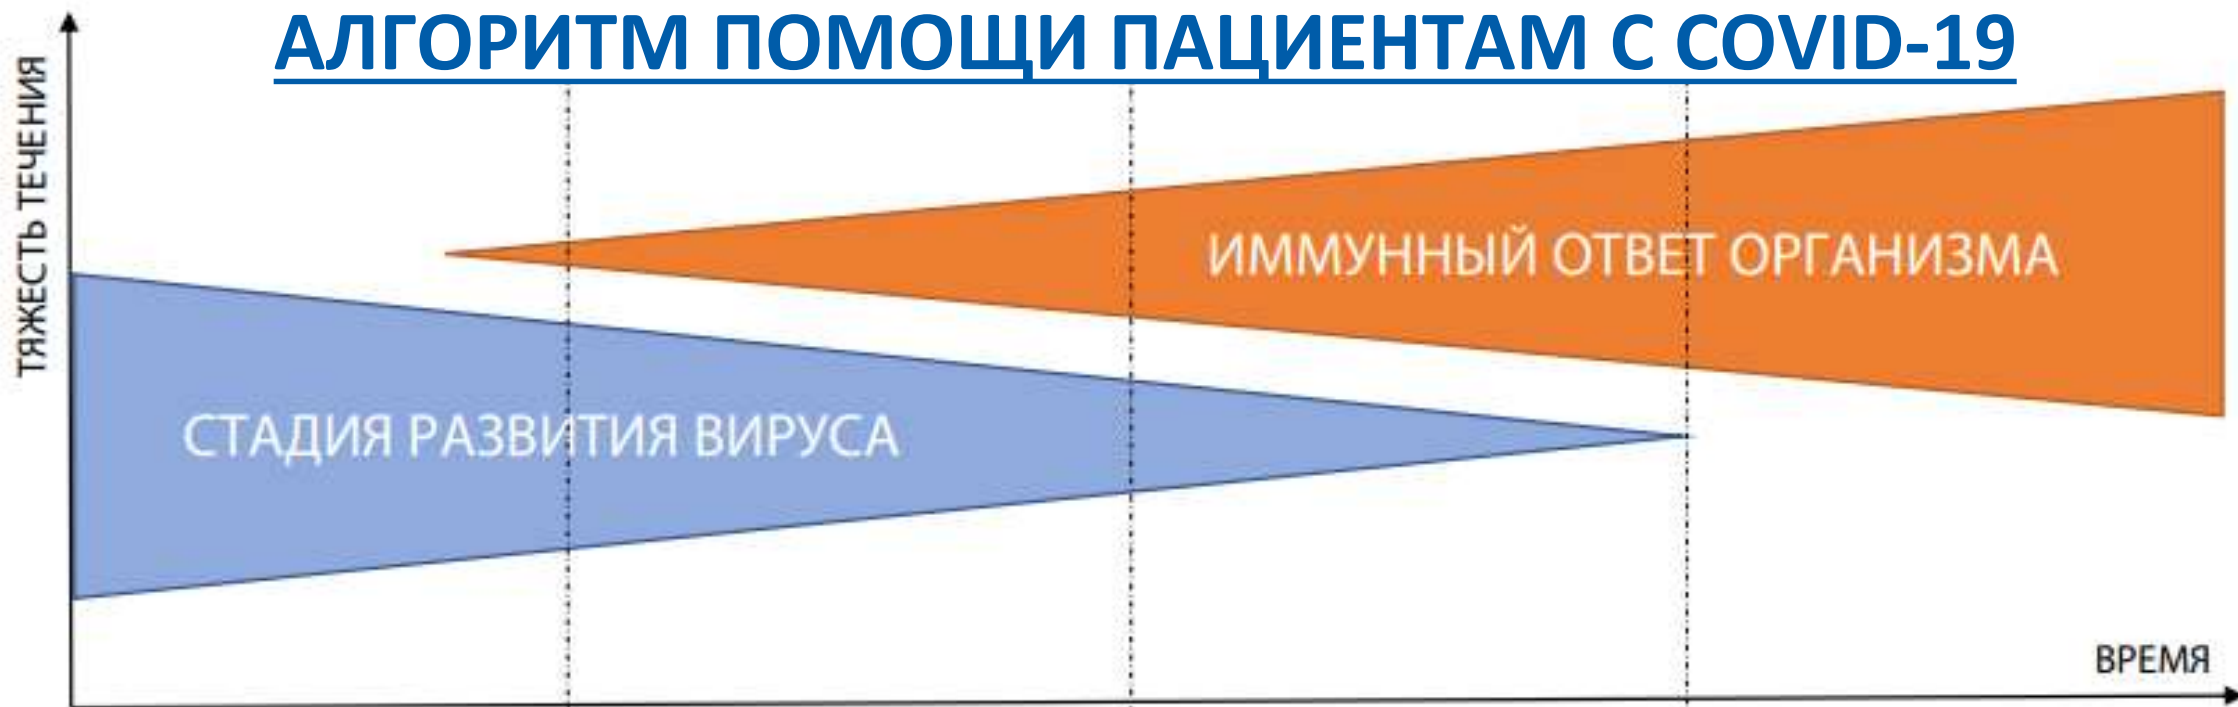 АЛГОРИТМ ПОМОЩИ ПАЦИЕНТАМ С COVID-19
ТЯЖЕСТЬ ТЕЧЕНИЯ
ИММУННЫЙ ОТВЕТ ОРГАНИЗМА
СТАДИЯ РАЗВИТИЯ ВИРУСА
ВРЕМЯ